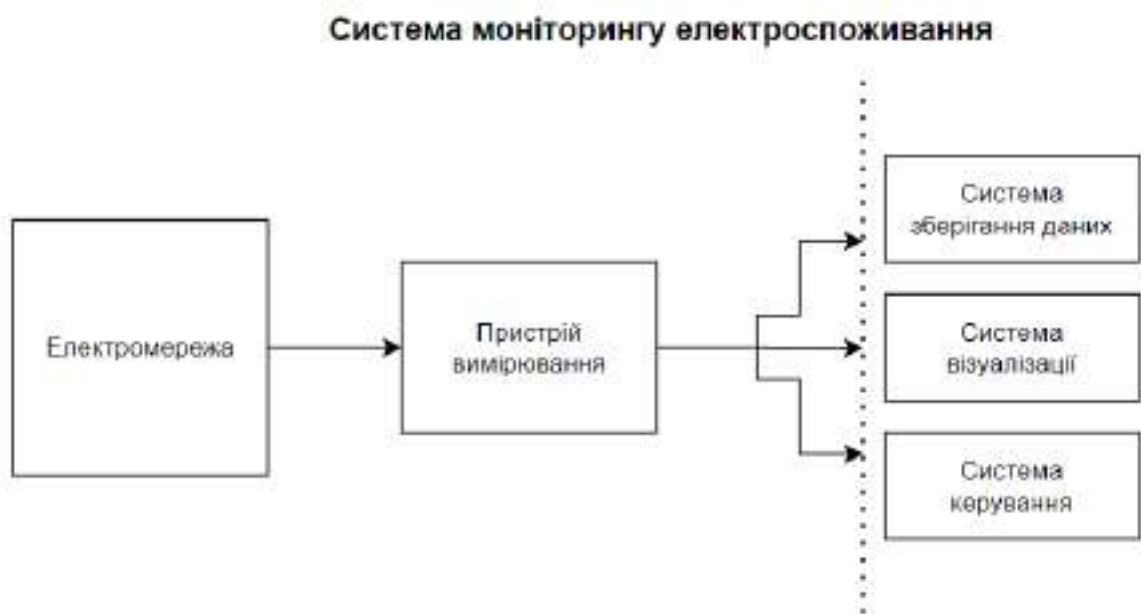 Система моніторингу електроспоживання
Електромережа
Пристрій
вимірювання
Система
зберігання даних
Система
візуалізації
Система
керування